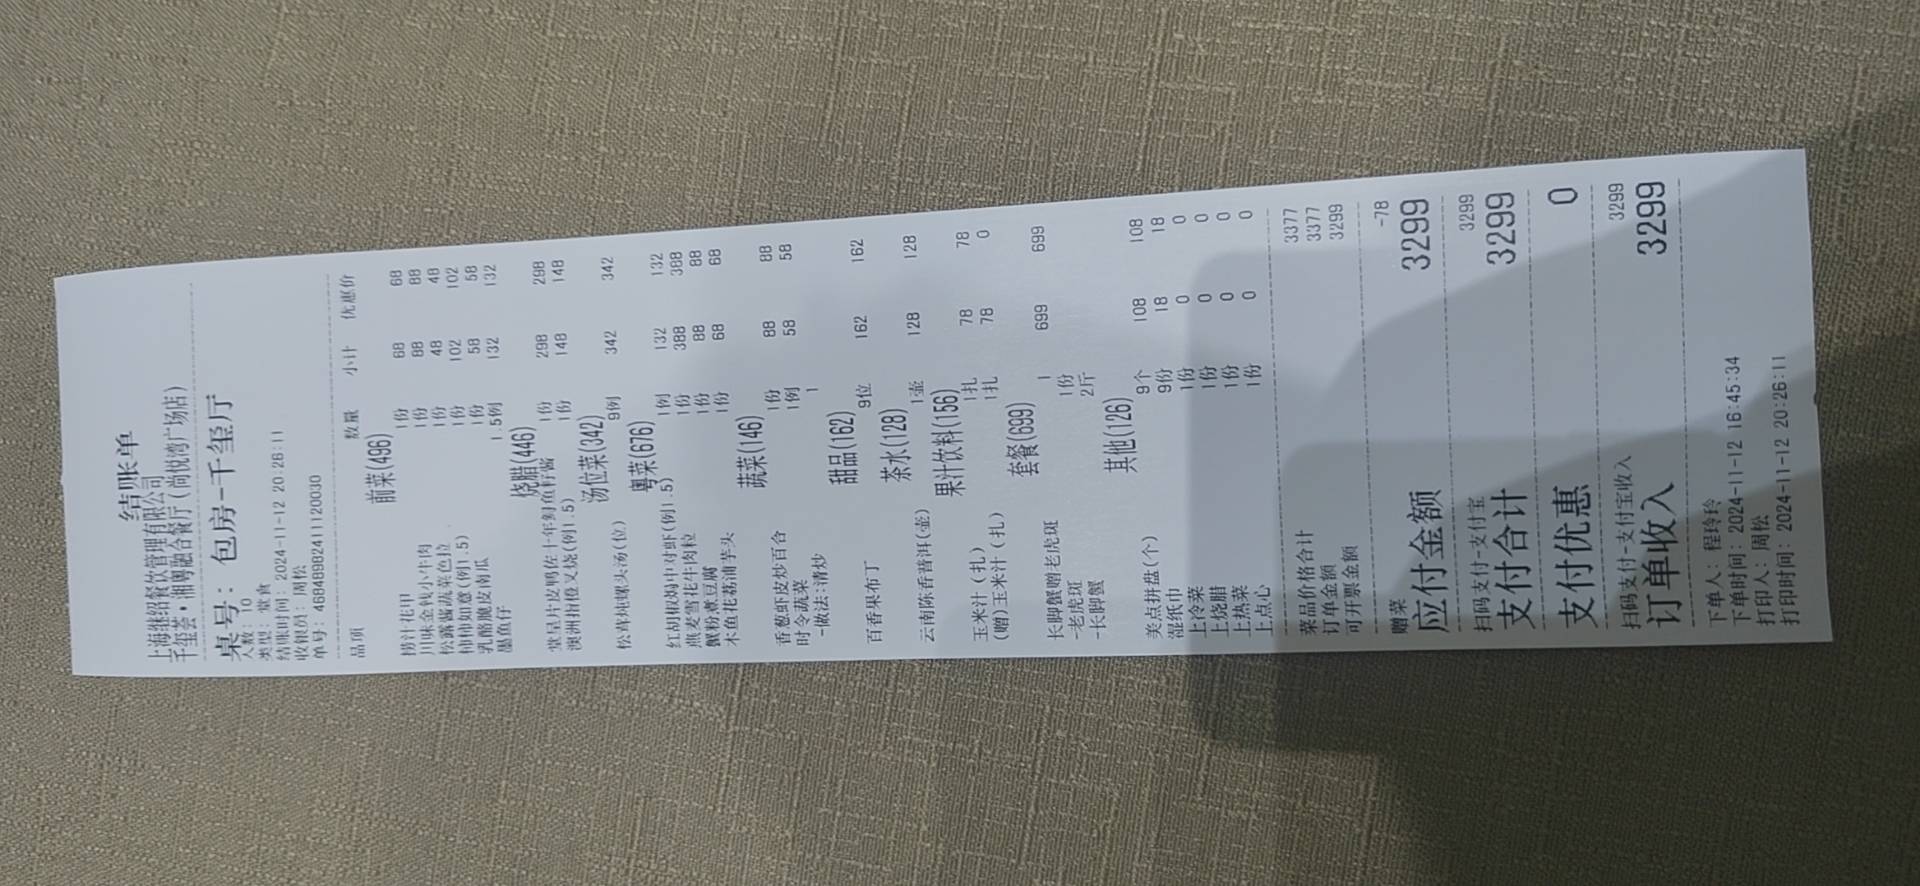 结账单
上海继绍餐饮管理有限公司
千玺荟·湘粤融合餐厅(尚悦湾广场店)
桌号: 包房-千玺厅
人数: 10
类型: 堂食
结账时间: 2024-11-12 20:26:11
收银员: 周松
单号: 46848982411120030
品项 数量 小计 优惠价
前菜(496)
捞汁花甲 1份 68 68
川味金钱小牛肉 1份 88 88
松露酱蔬菜色拉 1份 48 48
柿柿如意(例1.5) 1份 102 102
乳酪脆皮南瓜 1份 58 58
墨鱼仔 1.5例 132 132
烧腊(446)
片皮鸭佐十年鲟鱼籽酱 1份 298 298
澳洲指橙叉烧(例1.5) 1份 148 148
汤位菜(342)
松茸炖螺头汤(位) 9例 342 342
粤菜(676)
红胡椒焗中对虾(例1.5) 1例 132 132
燕麦雪花牛肉粒 1份 388 388
蟹粉煮豆腐 1份 88 88
木鱼花荔浦芋头 1份 68 68
蔬菜(146)
香葱虾皮炒百合 1份 88 88
时令蔬菜 1例 58 58
-做法:清炒 1
甜品(162)
百香果布丁 9位 162 162
茶水(128)
云南陈香普洱(壶) 1壶 128 128
果汁饮料(156)
玉米汁(扎) 1扎 78 78
(赠)玉米汁(扎) 1扎 78 0
套餐(699)
长脚蟹赠老虎斑 1 699 699
-老虎斑 1份
-长脚蟹 2斤
其他(126)
美点拼盘(个) 9个 108 108
湿纸巾 9份 18 18
上冷菜 1份 0 0
上烧腊 1份 0 0
上热菜 1份 0 0
上点心 1份 0 0
菜品价格合计 3377
订单金额 3377
可开票金额 3299
赠菜 -78
应付金额 3299
扫码支付-支付宝 3299
支付合计 3299
支付优惠 0
扫码支付-支付宝收入 3299
订单收入 3299
下单人: 程玲玲
下单时间: 2024-11-12 16:45:34
打印人: 周松
打印时间: 2024-11-12 20:26:11